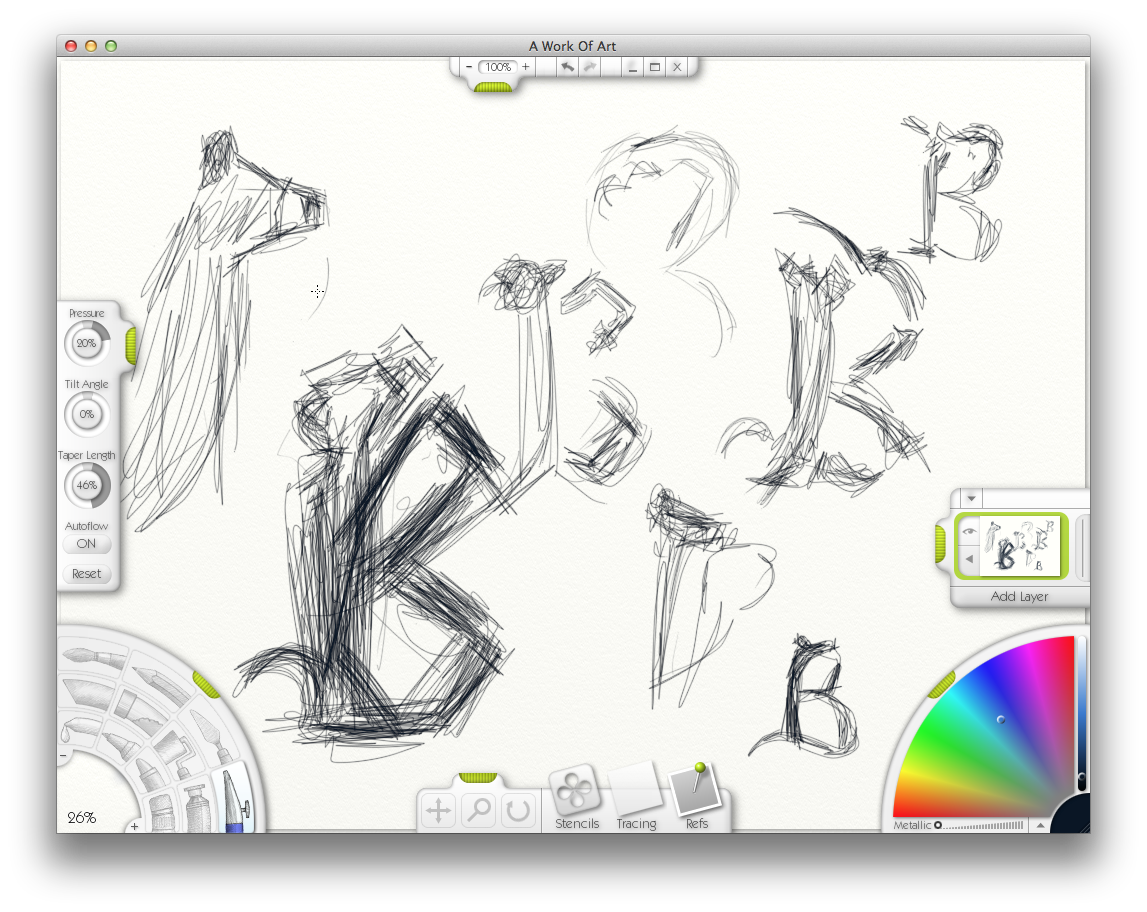 A Work Of Art
- 100% +
B
B
B
B
B
B
Pressure
20%
Tilt Angle
0%
Taper Length
46%
Autoflow
ON
Reset
Add Layer
26%
Stencils Tracing Refs
Metallic